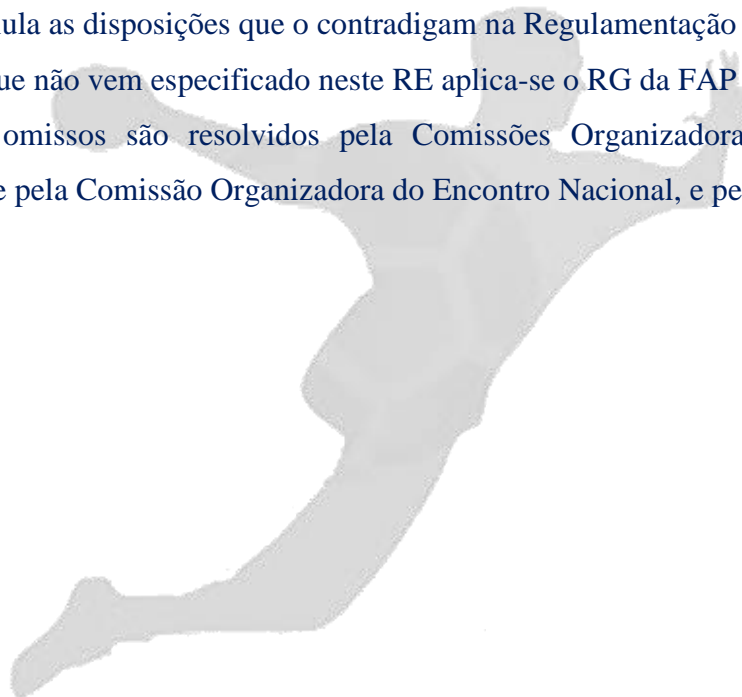 ula as disposições que o contradigam na Regulamentação
ue não vem especificado neste RE aplica-se o RG da FAP
omissos são resolvidos pela Comissões Organizadora
e pela Comissão Organizadora do Encontro Nacional, e pe